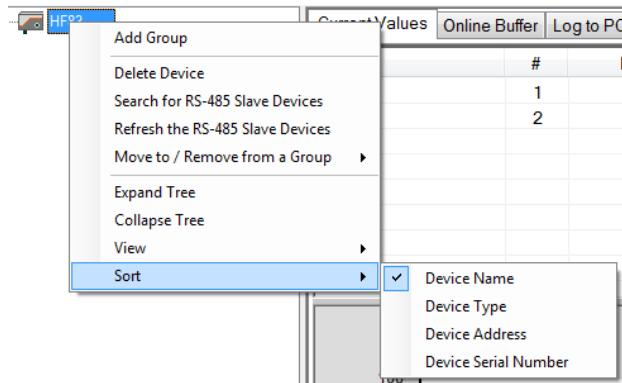 HF82
Current Values
Online Buffer
Log to PC
Add Group
#
Delete Device
1
Search for RS-485 Slave Devices
2
Refresh the RS-485 Slave Devices
Move to / Remove from a Group
Expand Tree
Collapse Tree
View
Sort
Device Name
Device Type
Device Address
Device Serial Number